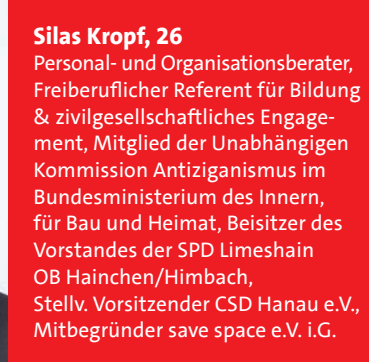 Silas Kropf, 26
Personal- und Organisationsberater,
Freiberuflicher Referent für Bildung
& zivilgesellschaftliches Engage-
ment, Mitglied der Unabhängigen
Kommission Antiziganismus im
Bundesministerium des Innern,
für Bau und Heimat, Beisitzer des
Vorstandes der SPD Limeshain
OB Hainchen/Himbach,
Stellv. Vorsitzender CSD Hanau e.V.,
Mitbegründer save space e.V. i.G.